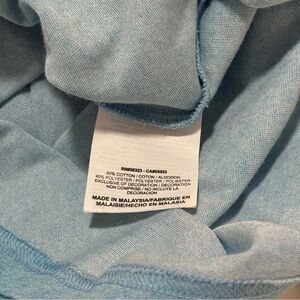 60% COTTON / COTON / ALGODON
40% POLYESTER / POLYESTER / POLIESTER
EXCLUSIVE OF DECORATION / DECORATION
NON COMPRISE / NO INCLUYE LA
DECORACIÓN
MADE IN MALAYSIA/FABRIQUE EN
MALAISIE/HECHO EN MALASIA